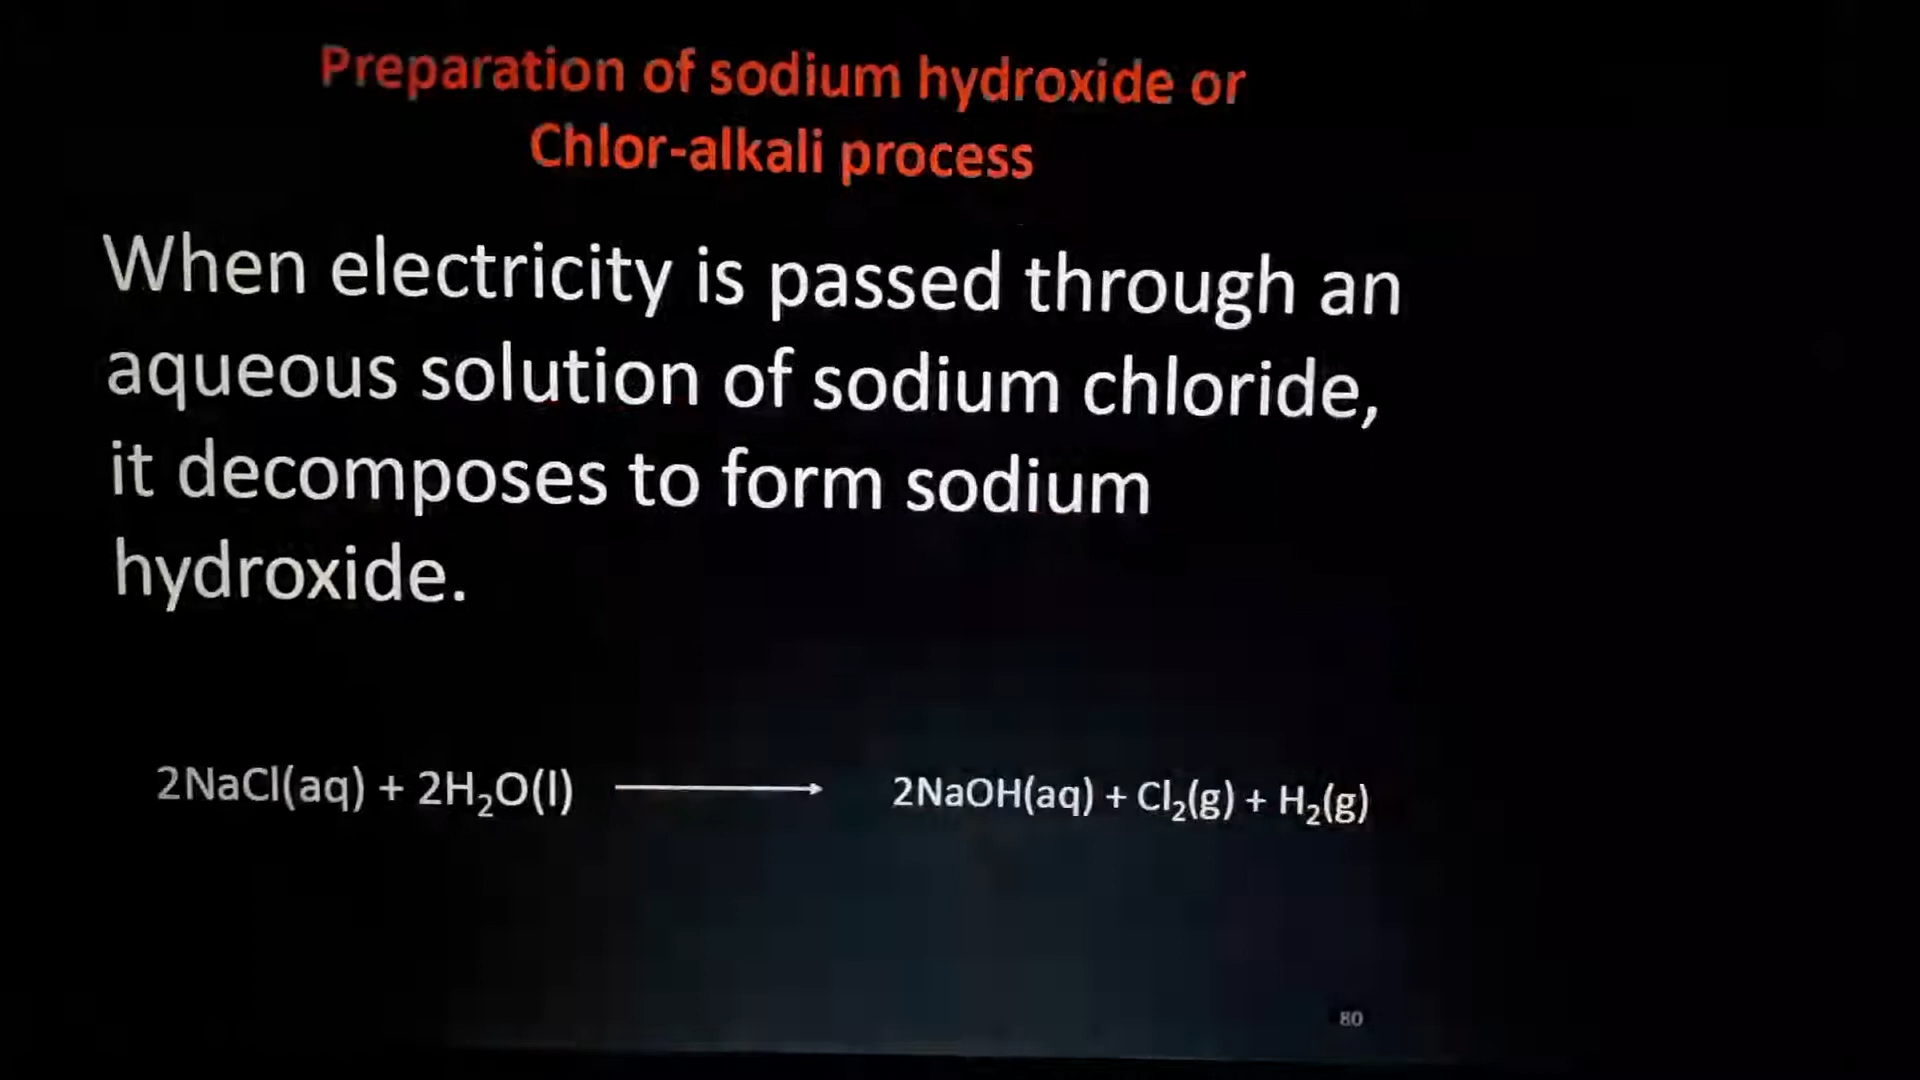 Preparation of sodium hydroxide or
Chlor-alkali process
When electricity is passed through an
aqueous solution of sodium chloride,
it decomposes to form sodium
hydroxide.
2NaCl(aq) + 2H₂O(l) ⟶ 2NaOH(aq) + Cl₂(g) + H₂(g)
80